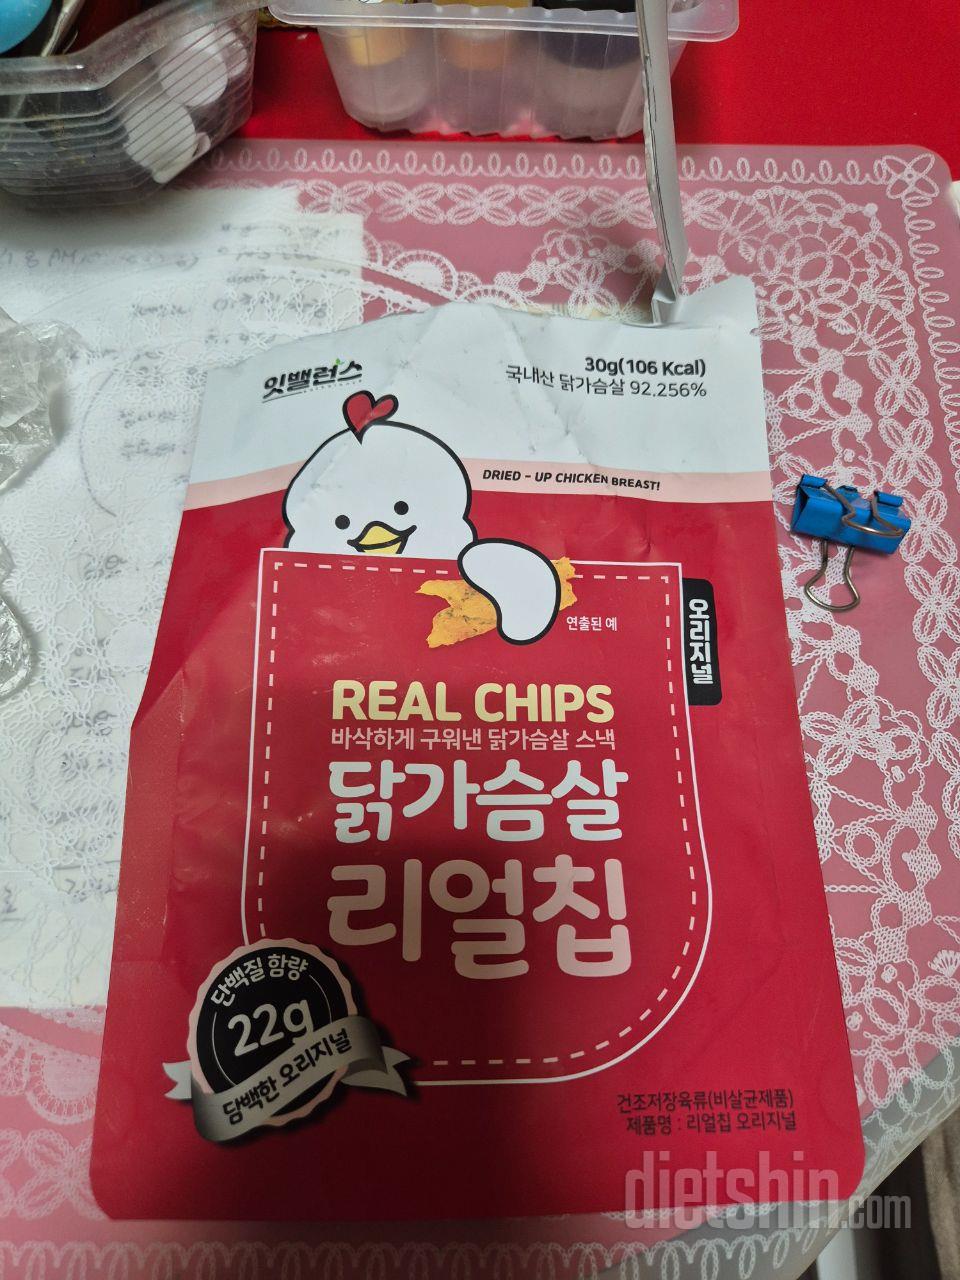 잇밸런스
30g(106 Kcal)
국내산 닭가슴살 92.256%
DRIED - UP CHICKEN BREAST!
연출된 예
오리지널
REAL CHIPS
바삭하게 구워낸 닭가슴살 스낵
닭가슴살
리얼칩
단백질 함량
22g
담백한 오리지널
건조저장육류(비살균제품)
제품명 : 리얼칩 오리지널
dietshin.com